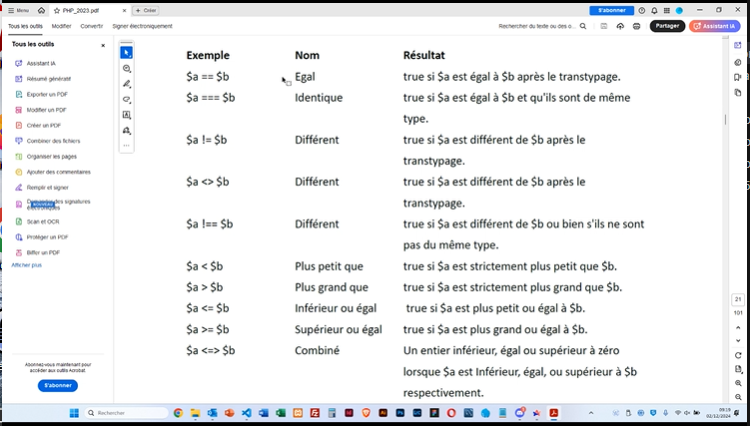 Menu
PHP_2023.pdf
Créer
S'abonner
Tous les outils Modifier Convertir Signer électroniquement
Rechercher du texte ou des o...
Partager
Assistant IA
Tous les outils
Assistant IA
Résumé génératif
Exporter un PDF
Modifier un PDF
Créer un PDF
Combiner des fichiers
Organiser les pages
Ajouter des commentaires
Remplir et signer
Scan et OCR
Protéger un PDF
Biffer un PDF
Afficher plus
Abonnez-vous maintenant pour
accéder aux outils Acrobat.
S'abonner
Exemple Nom Résultat
$a == $b Egal true si $a est égal à $b après le transtypage.
$a === $b Identique true si $a est égal à $b et qu'ils sont de même
type.
$a != $b Différent true si $a est différent de $b après le
transtypage.
$a <> $b Différent true si $a est différent de $b après le
transtypage.
$a !== $b Différent true si $a est différent de $b ou bien s'ils ne sont
pas du même type.
$a < $b Plus petit que true si $a est strictement plus petit que $b.
$a > $b Plus grand que true si $a est strictement plus grand que $b.
$a <= $b Inférieur ou égal true si $a est plus petit ou égal à $b.
$a >= $b Supérieur ou égal true si $a est plus grand ou égal à $b.
$a <=> $b Combiné Un entier inférieur, égal ou supérieur à zéro
lorsque $a est Inférieur, égal, ou supérieur à $b
respectivement.
21
101
Rechercher
09:19
02/12/2024